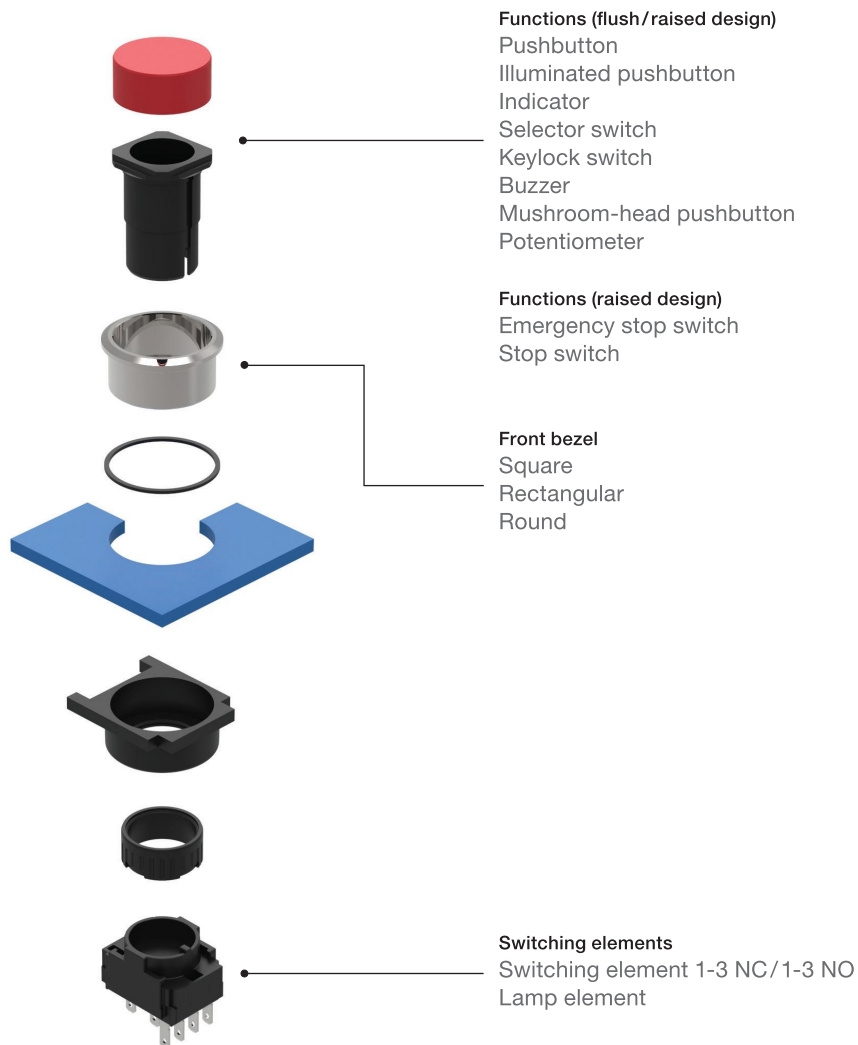 Functions (flush/raised design)
Pushbutton
Illuminated pushbutton
Indicator
Selector switch
Keylock switch
Buzzer
Mushroom-head pushbutton
Potentiometer
Functions (raised design)
Emergency stop switch
Stop switch
Front bezel
Square
Rectangular
Round
Switching elements
Switching element 1-3 NC/1-3 NO
Lamp element